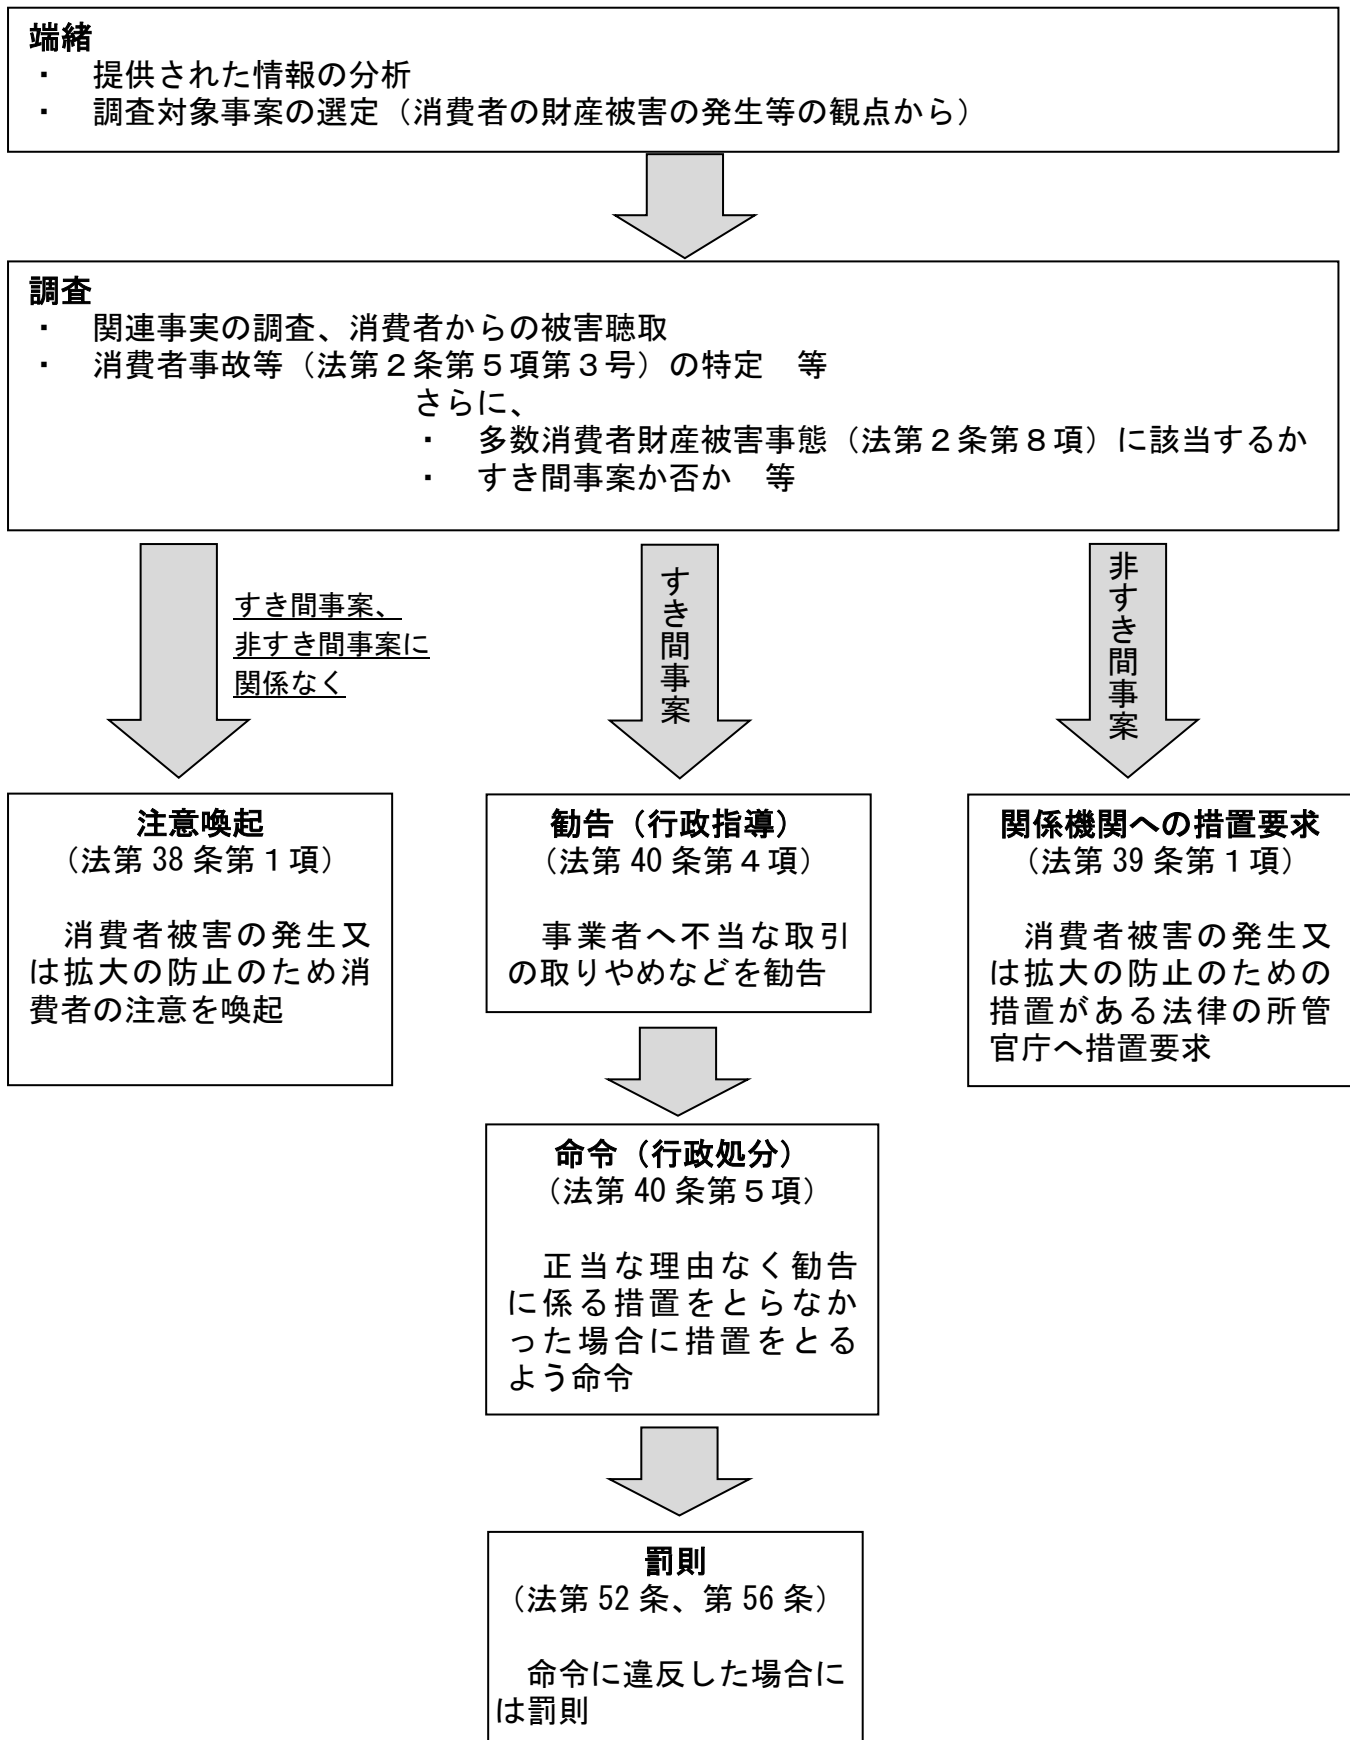 端緒
・ 提供された情報の分析
・ 調査対象事案の選定（消費者の財産被害の発生等の観点から）
調査
・ 関連事実の調査、消費者からの被害聴取
・ 消費者事故等（法第２条第５項第３号）の特定　等
さらに、
・ 多数消費者財産被害事態（法第２条第８項）に該当するか
・ すき間事案か否か　等
すき間事案、
非すき間事案に
関係なく
すき間事案
非すき間事案
注意喚起
（法第 38 条第１項）
消費者被害の発生又
は拡大の防止のため消
費者の注意を喚起
勧告（行政指導）
（法第 40 条第４項）
事業者へ不当な取引
の取りやめなどを勧告
関係機関への措置要求
（法第 39 条第１項）
消費者被害の発生又
は拡大の防止のための
措置がある法律の所管
官庁へ措置要求
命令（行政処分）
（法第 40 条第５項）
正当な理由なく勧告
に係る措置をとらなか
った場合に措置をとる
よう命令
罰則
（法第 52 条、第 56 条）
命令に違反した場合に
は罰則